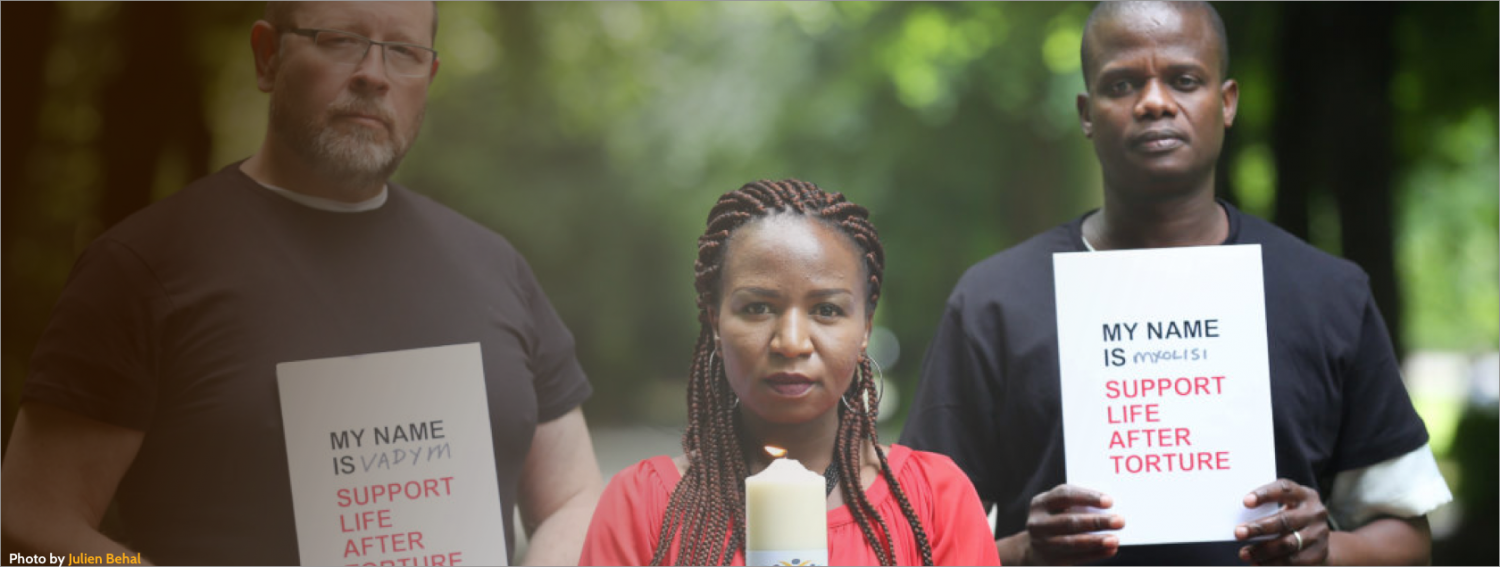 MY NAME
IS VADYM
SUPPORT
LIFE
AFTER
TORTURE
MY NAME
IS MXOLISI
SUPPORT
LIFE
AFTER
TORTURE
Photo by Julien Behal